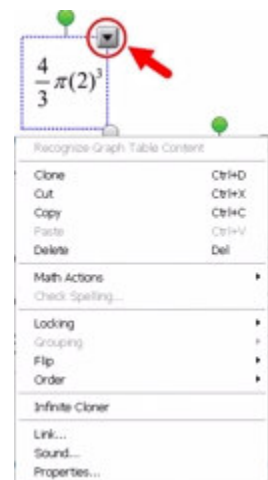 4/3 π(2)³
Recognize Graph Table Content
Clone Ctrl+D
Cut Ctrl+X
Copy Ctrl+C
Paste Ctrl+V
Delete Del
Math Actions
Check Spelling...
Locking
Grouping
Flip
Order
Infinite Cloner
Link...
Sound...
Properties...